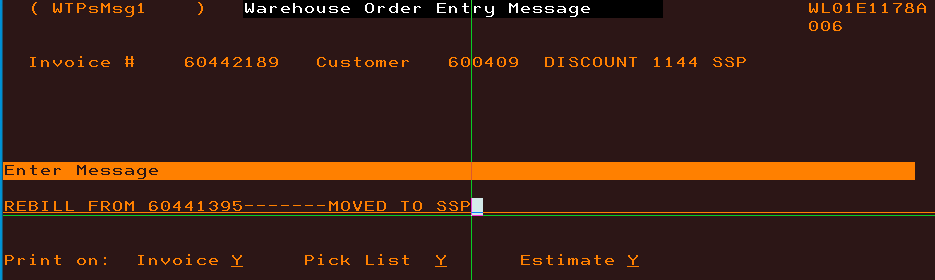 ( WTPsMsg1 ) Warehouse Order Entry Message WL01E1178A
006
Invoice # 60442189 Customer 600409 DISCOUNT 1144 SSP
Enter Message
REBILL FROM 60441395-------MOVED TO SSP
Print on: Invoice Y Pick List Y Estimate Y